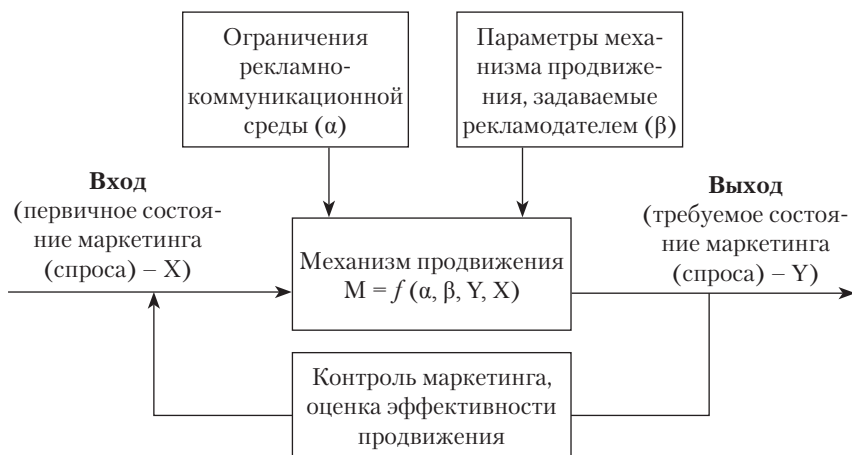 Ограничения
рекламно-
коммуникационной
среды (α)
Параметры меха-
низма продвиже-
ния, задаваемые
рекламодателем (β)
Вход
(первичное состоя-
ние маркетинга
(спроса) – X)
Механизм продвижения
M = f (α, β, Y, X)
Выход
(требуемое состоя-
ние маркетинга
(спроса) – Y)
Контроль маркетинга,
оценка эффективности
продвижения